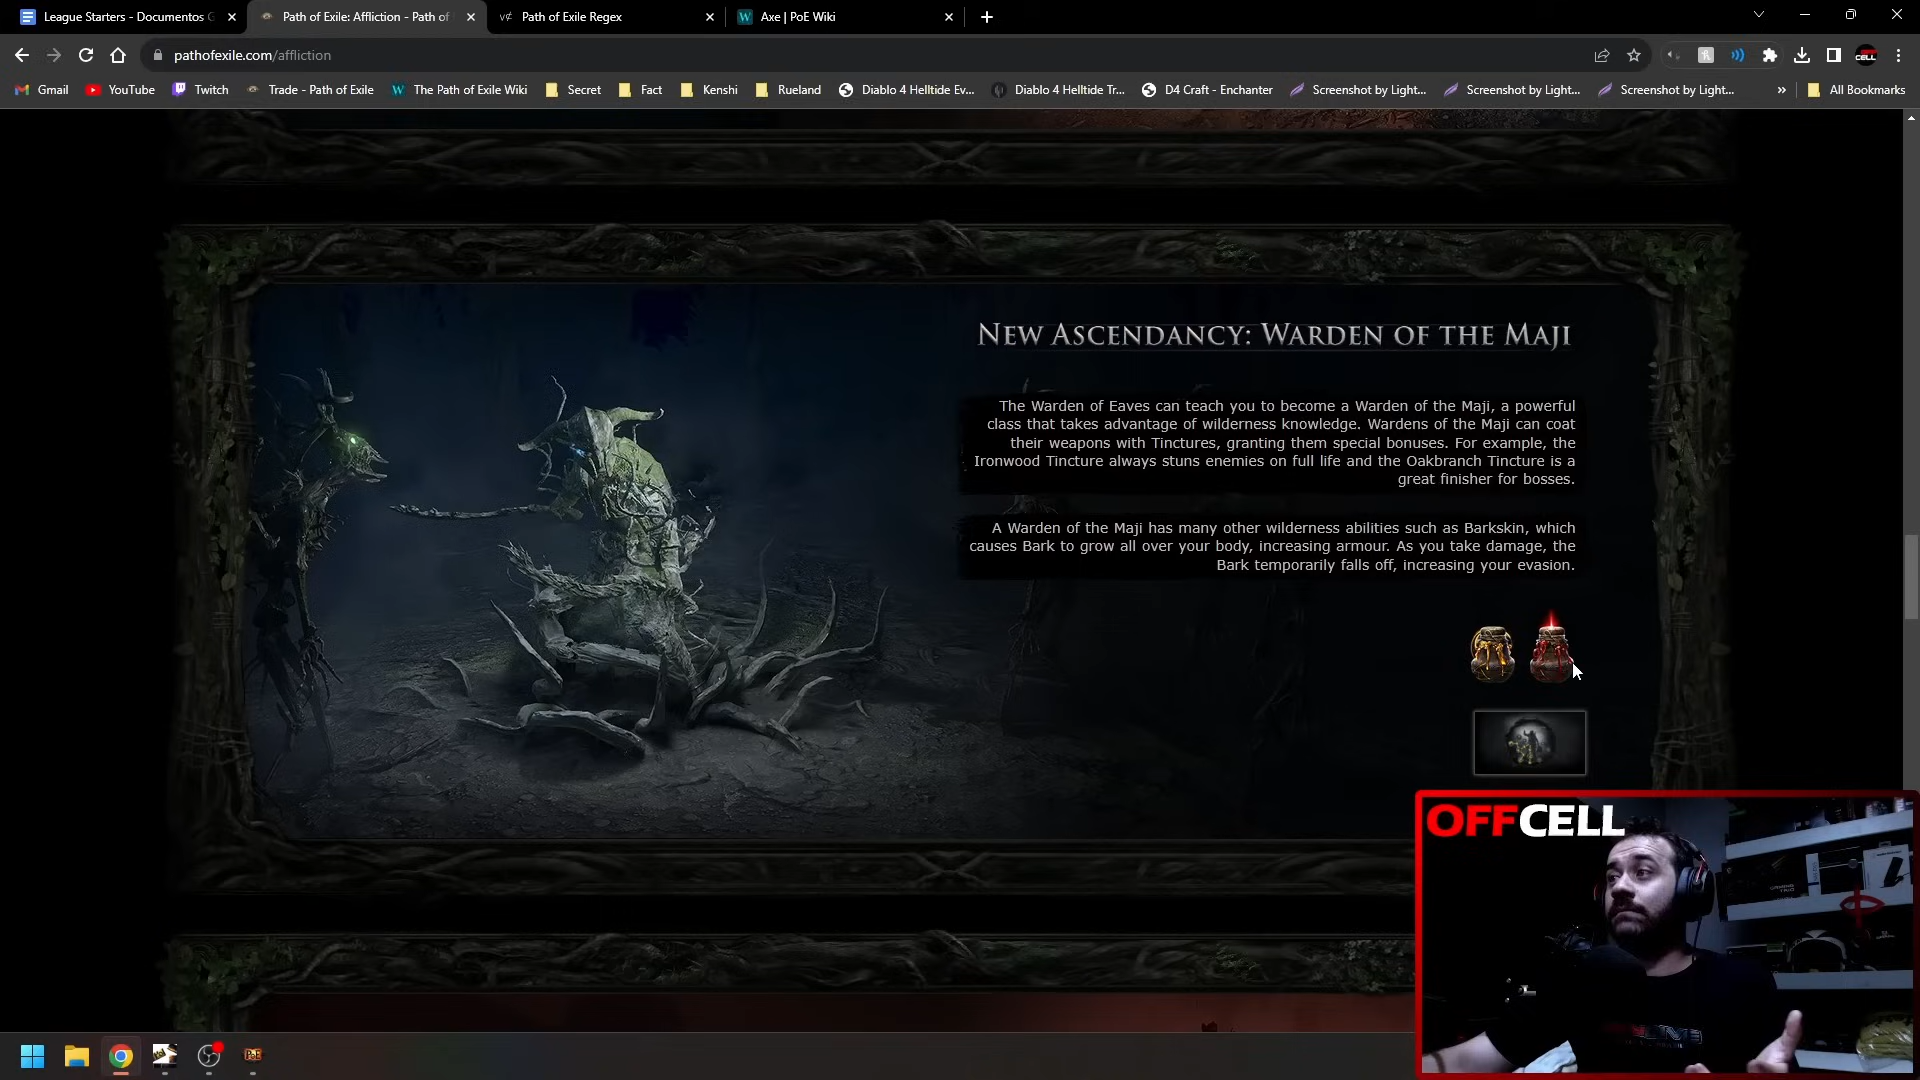 League Starters - Documentos G
Path of Exile: Affliction - Path of
Path of Exile Regex
Axe | PoE Wiki
pathofexile.com/affliction
CELL
Gmail
YouTube
Twitch
Trade - Path of Exile
The Path of Exile Wiki
Secret
Fact
Kenshi
Rueland
Diablo 4 Helltide Ev...
Diablo 4 Helltide Tr...
D4 Craft - Enchanter
Screenshot by Light...
Screenshot by Light...
Screenshot by Light...
»
All Bookmarks
New Ascendancy: Warden of the Maji
The Warden of Eaves can teach you to become a Warden of the Maji, a powerful
class that takes advantage of wilderness knowledge. Wardens of the Maji can coat
their weapons with Tinctures, granting them special bonuses. For example, the
Ironwood Tincture always stuns enemies on full life and the Oakbranch Tincture is a
great finisher for bosses.
A Warden of the Maji has many other wilderness abilities such as Barkskin, which
causes Bark to grow all over your body, increasing armour. As you take damage, the
Bark temporarily falls off, increasing your evasion.
OFFCELL
PoE